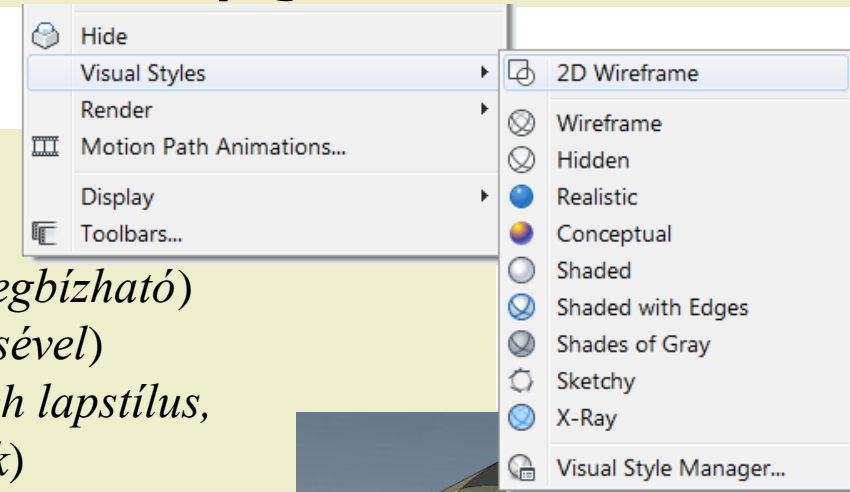 Hide
Visual Styles
Render
Motion Path Animations...
Display
Toolbars...
2D Wireframe
Wireframe
Hidden
Realistic
Conceptual
Shaded
Shaded with Edges
Shades of Gray
Sketchy
X-Ray
Visual Style Manager...
egbízható)
sével)
h lapstílus,
k)